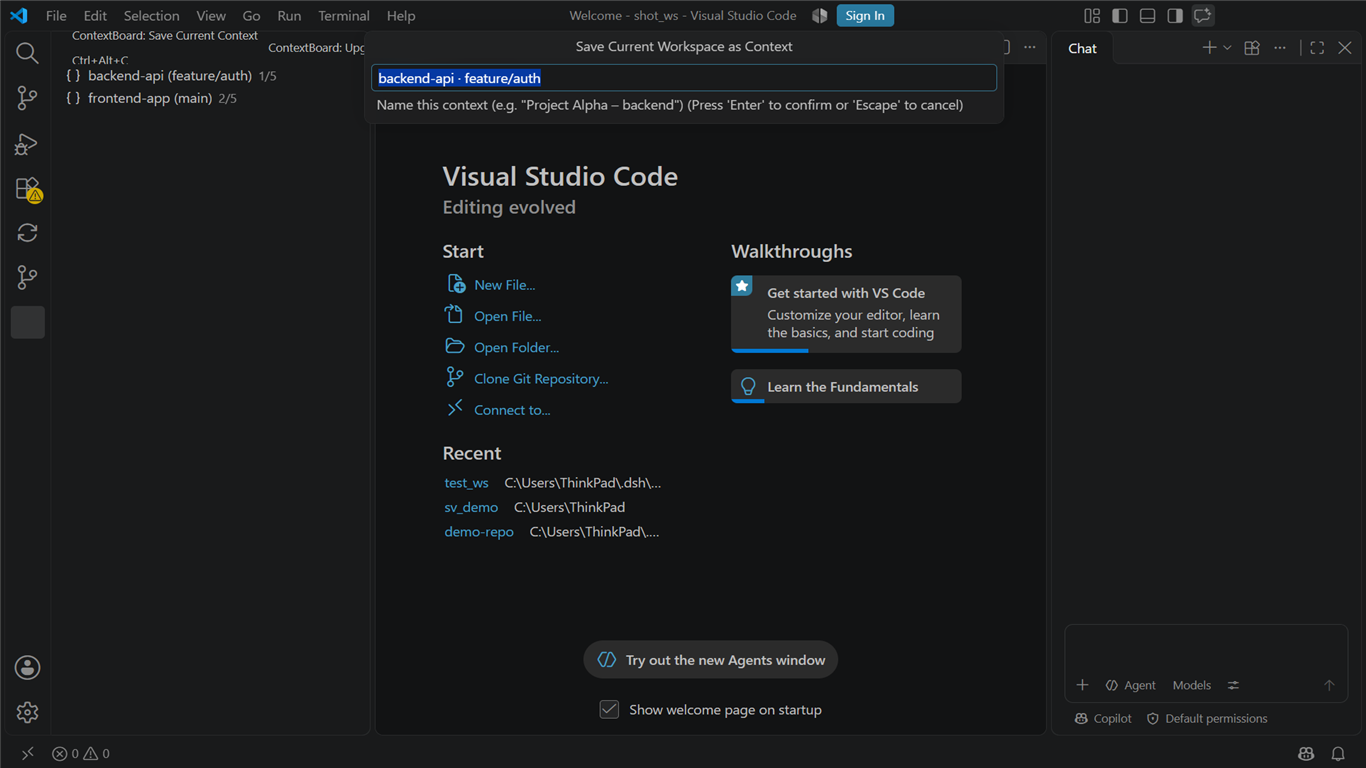 File Edit Selection View Go Run Terminal Help
Welcome - shot_ws - Visual Studio Code
Sign In
ContextBoard: Save Current Context
ContextBoard: Upg
Ctrl+Alt+C
{ } backend-api (feature/auth) 1/5
{ } frontend-app (main) 2/5
Save Current Workspace as Context
backend-api · feature/auth
Name this context (e.g. "Project Alpha – backend") (Press 'Enter' to confirm or 'Escape' to cancel)
Visual Studio Code
Editing evolved
Start
New File...
Open File...
Open Folder...
Clone Git Repository...
Connect to...
Recent
test_ws C:\Users\ThinkPad\.dsh\...
sv_demo C:\Users\ThinkPad
demo-repo C:\Users\ThinkPad\....
Walkthroughs
Get started with VS Code
Customize your editor, learn
the basics, and start coding
Learn the Fundamentals
Try out the new Agents window
Show welcome page on startup
Chat
Agent Models
Copilot Default permissions
0 0